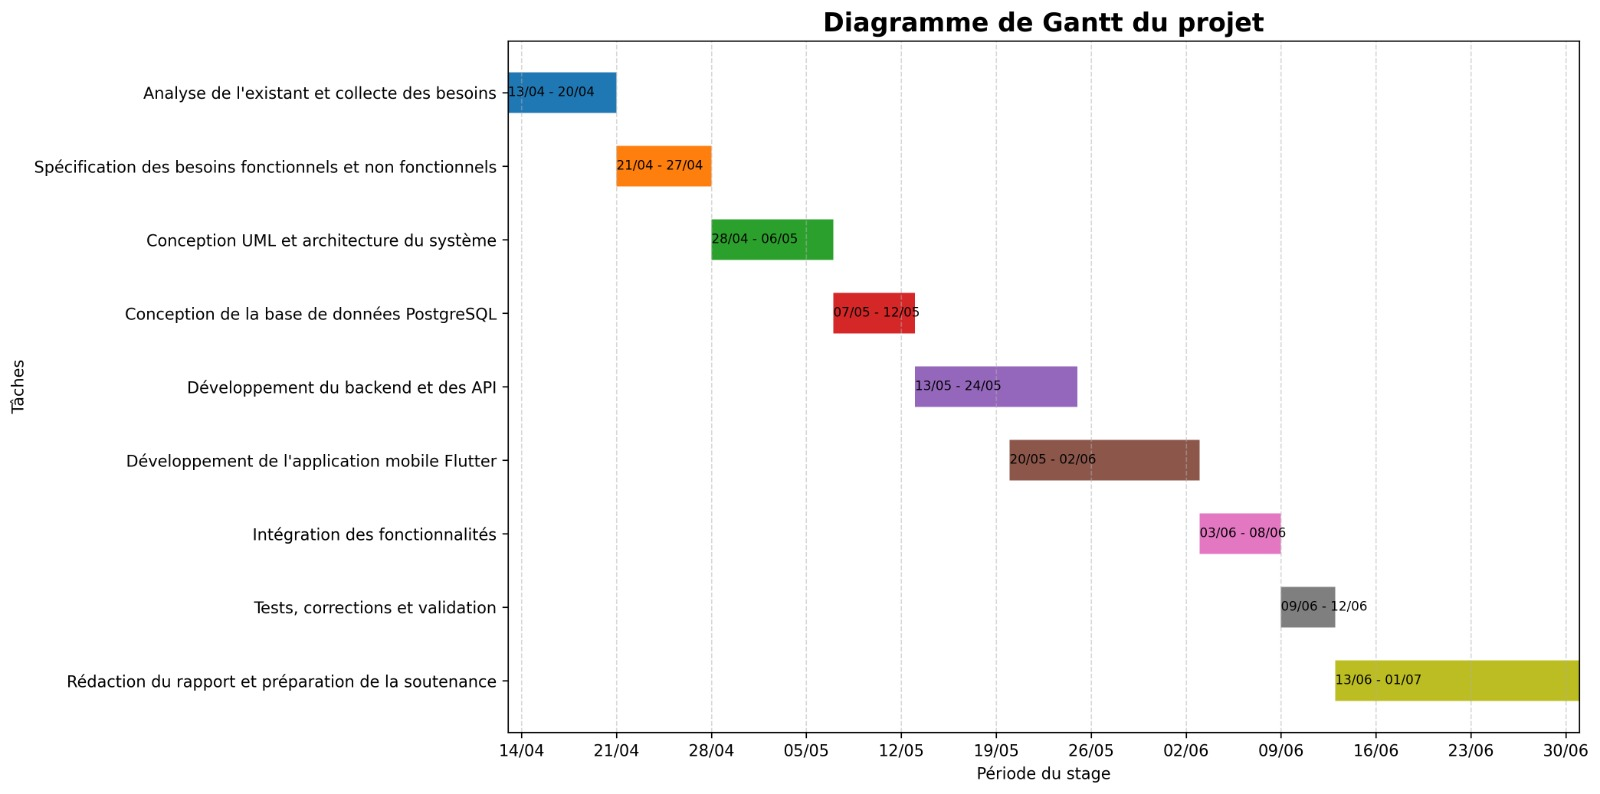 Diagramme de Gantt du projet
Tâches
Analyse de l'existant et collecte des besoins
13/04 - 20/04
Spécification des besoins fonctionnels et non fonctionnels
21/04 - 27/04
Conception UML et architecture du système
28/04 - 06/05
Conception de la base de données PostgreSQL
07/05 - 12/05
Développement du backend et des API
13/05 - 24/05
Développement de l'application mobile Flutter
20/05 - 02/06
Intégration des fonctionnalités
03/06 - 08/06
Tests, corrections et validation
09/06 - 12/06
Rédaction du rapport et préparation de la soutenance
13/06 - 01/07
14/04 21/04 28/04 05/05 12/05 19/05 26/05 02/06 09/06 16/06 23/06 30/06
Période du stage